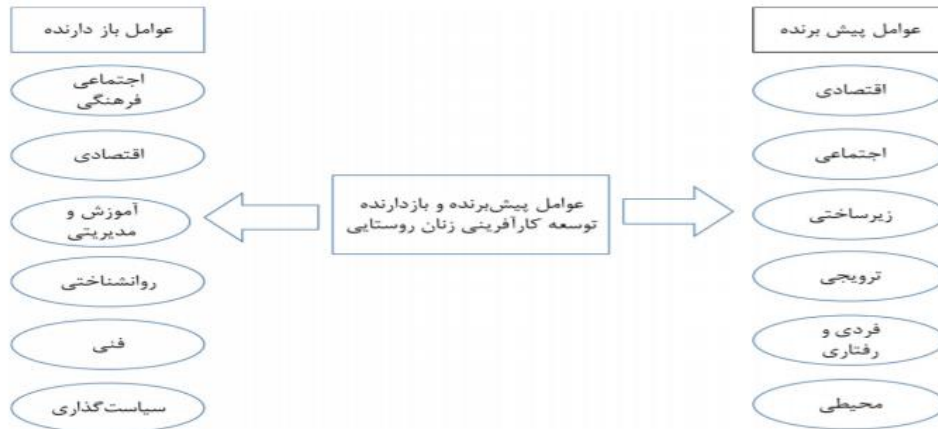 عوامل پیش برنده
اقتصادی
اجتماعی
زیرساختی
ترویجی
فردی و
رفتاری
محیطی
عوامل پیش‌برنده و بازدارنده
توسعه کارآفرینی زنان روستایی
عوامل باز دارنده
اجتماعی
فرهنگی
اقتصادی
آموزش و
مدیریتی
روانشناختی
فنی
سیاست‌گذاری